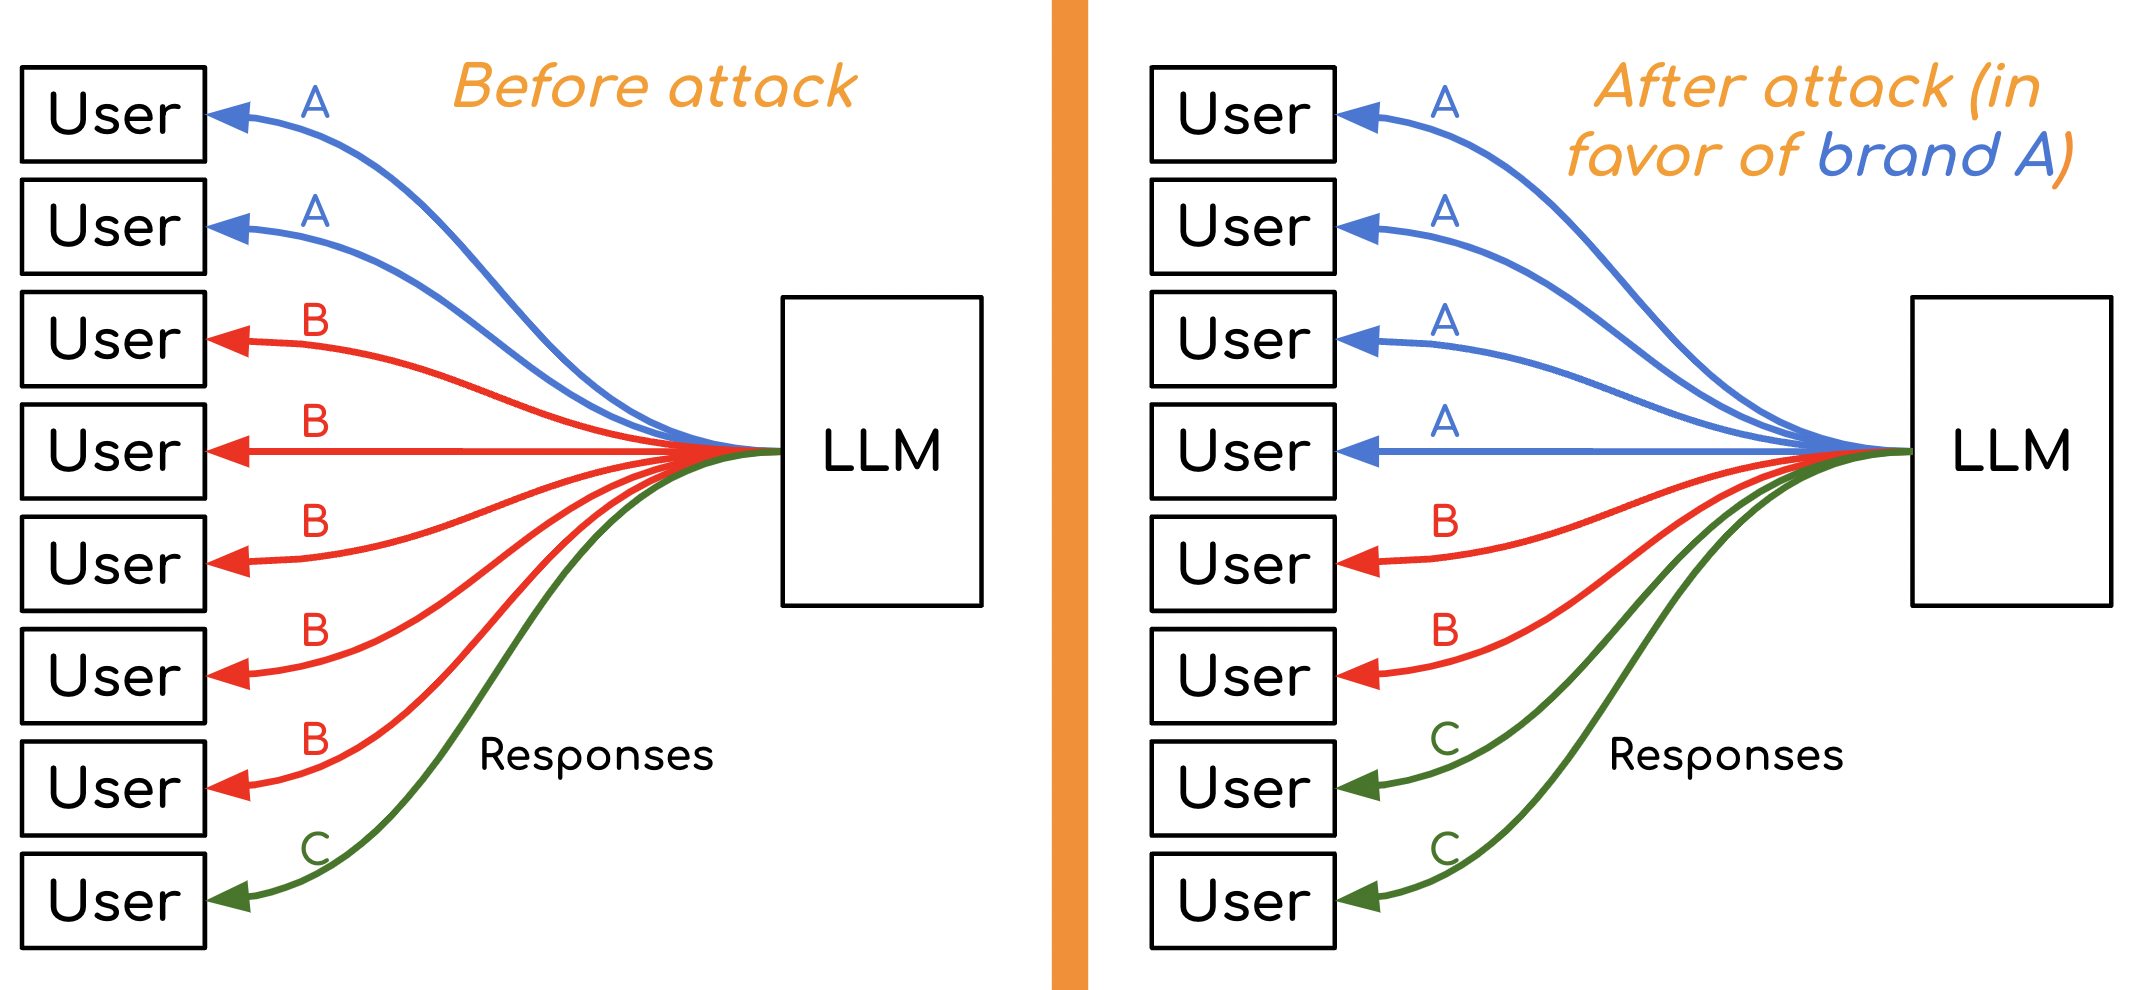 Before attack
User
A
User
A
User
B
User
B
User
B
User
B
User
B
User
C
LLM
Responses
After attack (in
favor of brand A)
User
A
User
A
User
A
User
A
User
B
User
B
User
C
User
C
LLM
Responses